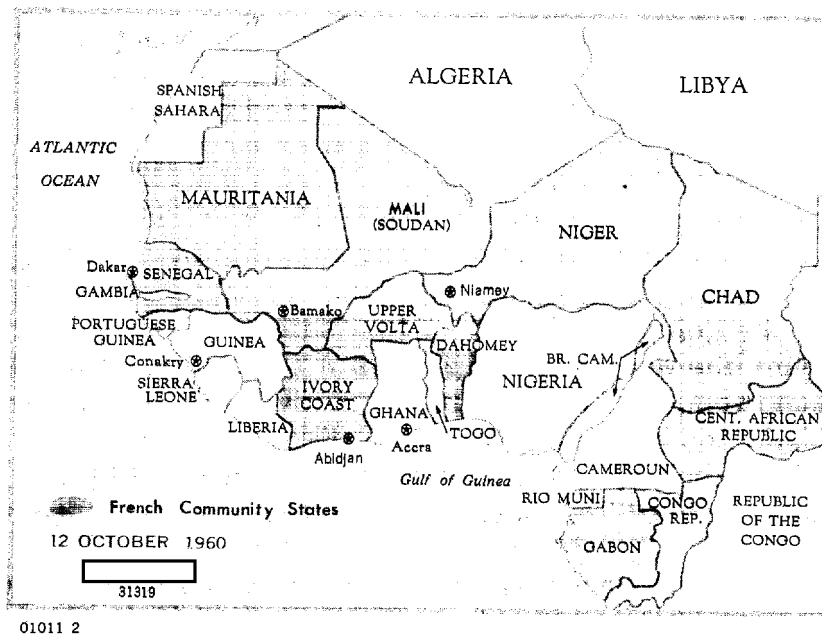 ALGERIA
LIBYA
SPANISH
SAHARA
ATLANTIC
OCEAN
MAURITANIA
MALI
(SOUDAN)
NIGER
Dakar
SENEGAL
GAMBIA
Niamey
CHAD
Bamako
UPPER
VOLTA
PORTUGUESE
GUINEA
GUINEA
DAHOMEY
Conakry
BR. CAM.
SIERRA
LEONE
IVORY
COAST
NIGERIA
GHANA
CENT. AFRICAN
REPUBLIC
LIBERIA
TOGO
Abidjan
Accra
Gulf of Guinea
CAMEROUN
RIO MUNI
CONGO
REP.
REPUBLIC
OF THE
CONGO
GABON
French Community States
12 OCTOBER 1960
31319
01011 2